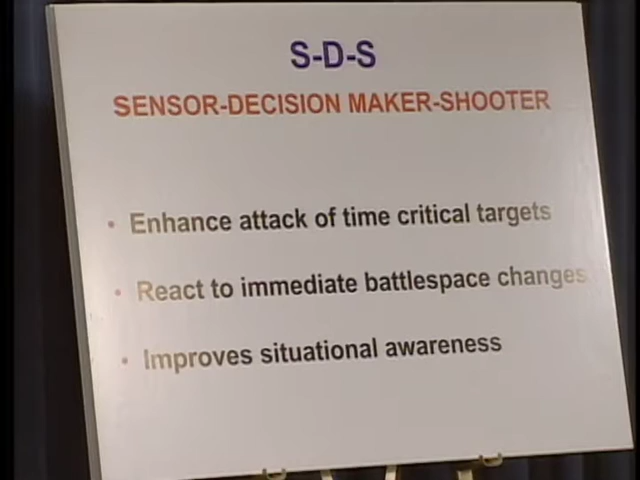 S-D-S
SENSOR-DECISION MAKER-SHOOTER
• Enhance attack of time critical targets
• React to immediate battlespace changes
• Improves situational awareness